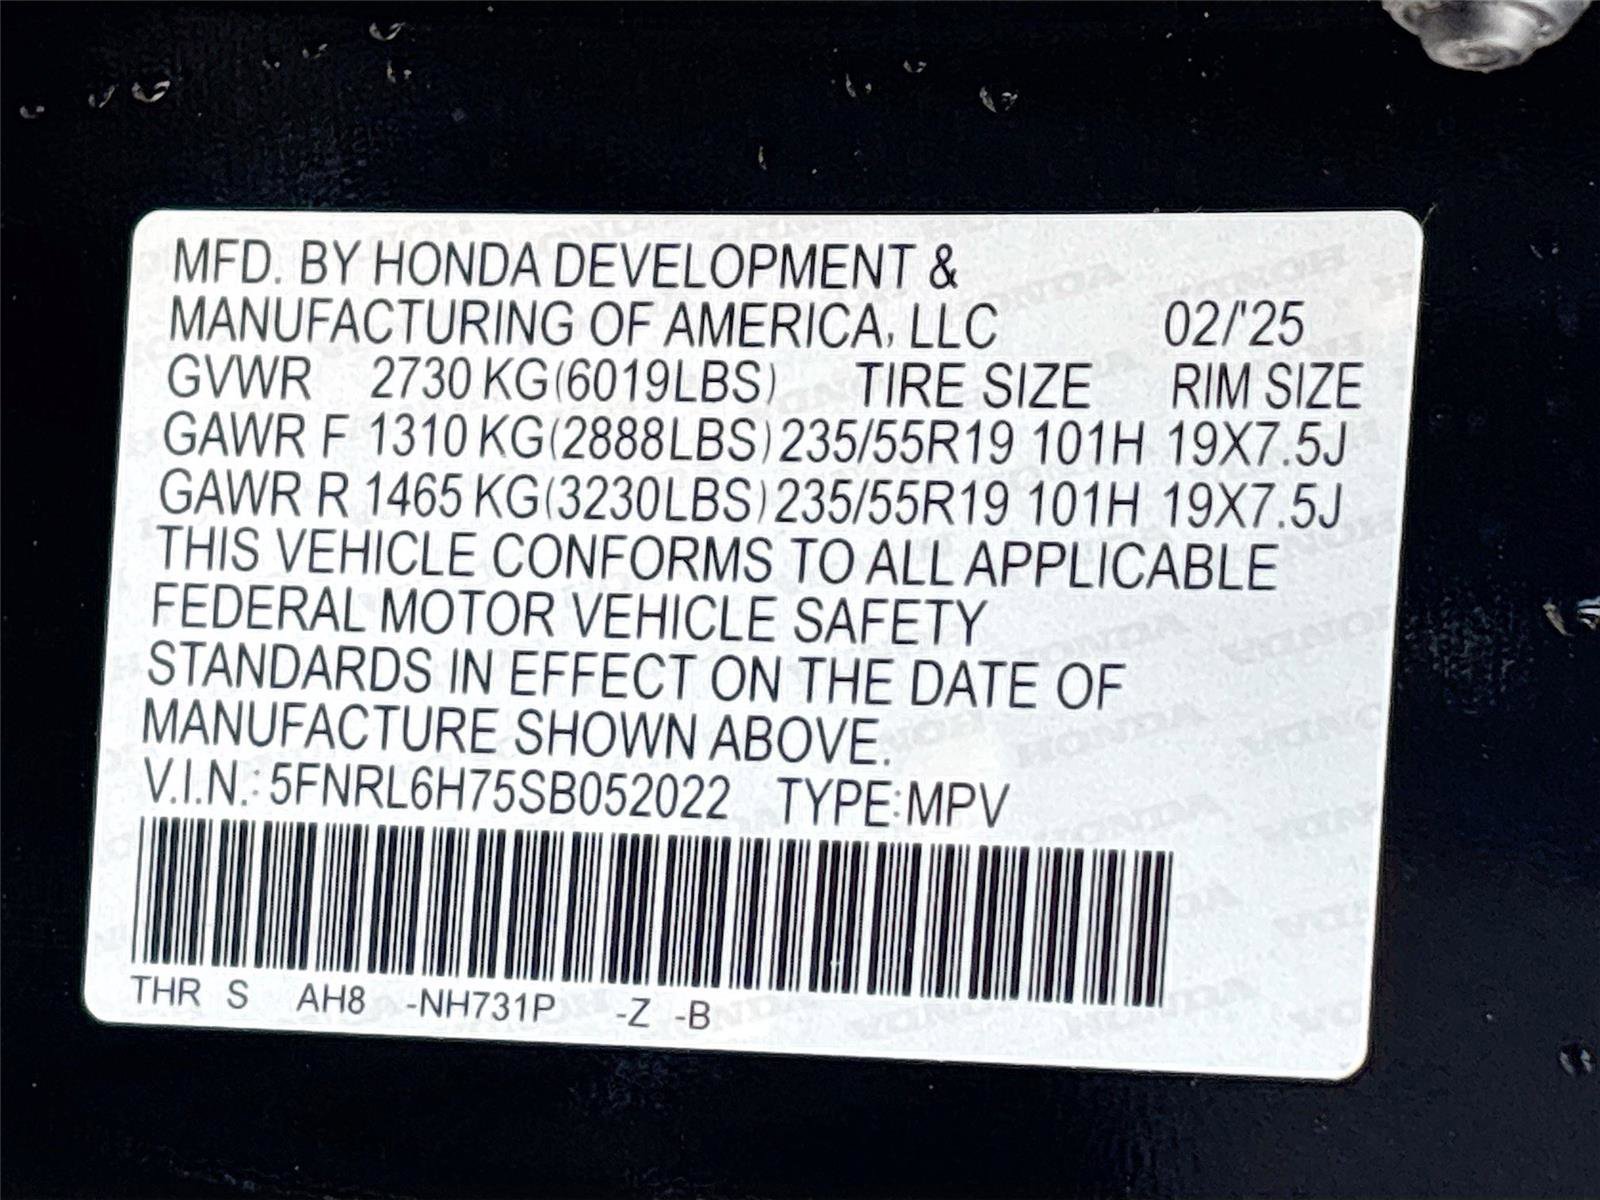 MFD. BY HONDA DEVELOPMENT &
MANUFACTURING OF AMERICA, LLC 02/'25
GVWR 2730 KG(6019LBS) TIRE SIZE RIM SIZE
GAWR F 1310 KG(2888LBS) 235/55R19 101H 19X7.5J
GAWR R 1465 KG(3230LBS) 235/55R19 101H 19X7.5J
THIS VEHICLE CONFORMS TO ALL APPLICABLE
FEDERAL MOTOR VEHICLE SAFETY
STANDARDS IN EFFECT ON THE DATE OF
MANUFACTURE SHOWN ABOVE.
V.I.N.: 5FNRL6H75SB052022 TYPE:MPV
THR S AH8 -NH731P -Z -B